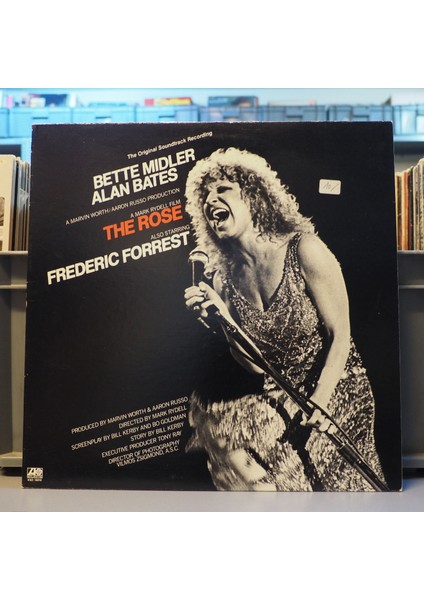 The Original Soundtrack Recording
BETTE MIDLER
ALAN BATES
A MARVIN WORTH/AARON RUSSO PRODUCTION
A MARK RYDELL FILM
THE ROSE
ALSO STARRING
FREDERIC FORREST
PRODUCED BY MARVIN WORTH & AARON RUSSO
DIRECTED BY MARK RYDELL
SCREENPLAY BY BILL KERBY AND BO GOLDMAN
STORY BY BILL KERBY
EXECUTIVE PRODUCER TONY RAY
DIRECTOR OF PHOTOGRAPHY
VILMOS ZSIGMOND, A.S.C.